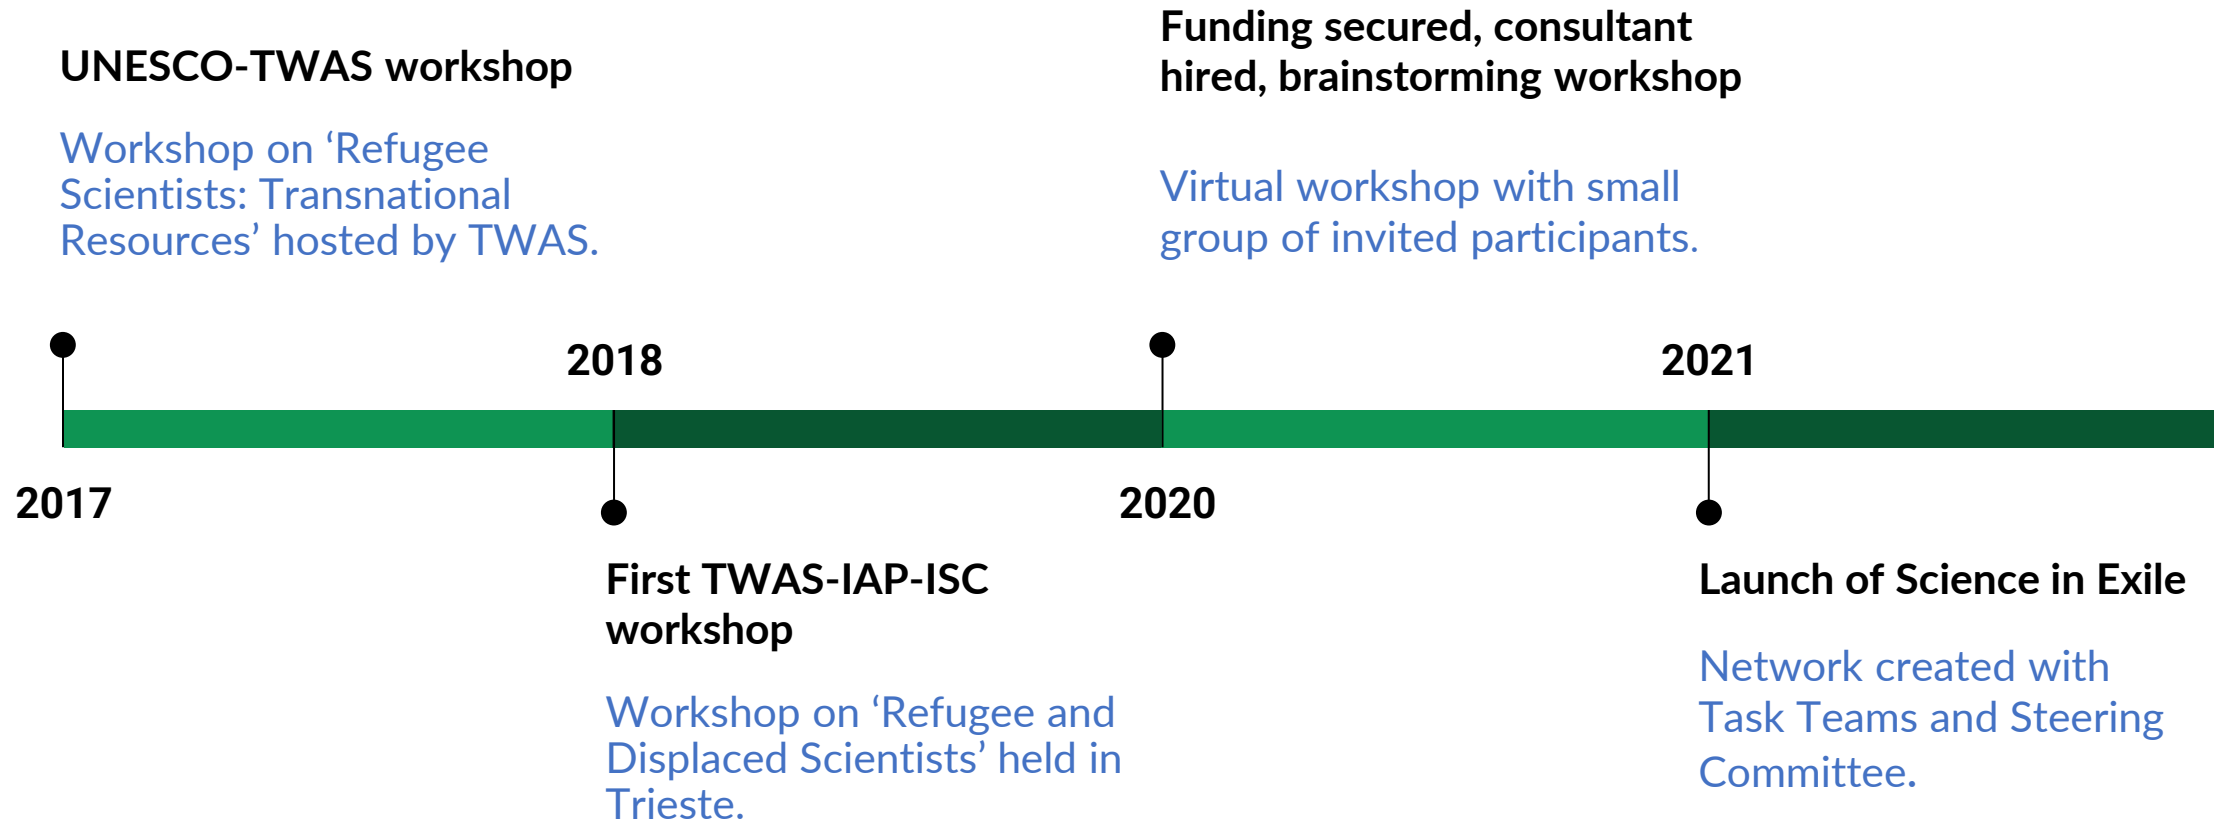 UNESCO-TWAS workshop
Workshop on ‘Refugee
Scientists: Transnational
Resources’ hosted by TWAS.
2017
2018
First TWAS-IAP-ISC
workshop
Workshop on ‘Refugee and
Displaced Scientists’ held in
Trieste.
Funding secured, consultant
hired, brainstorming workshop
Virtual workshop with small
group of invited participants.
2020
2021
Launch of Science in Exile
Network created with
Task Teams and Steering
Committee.